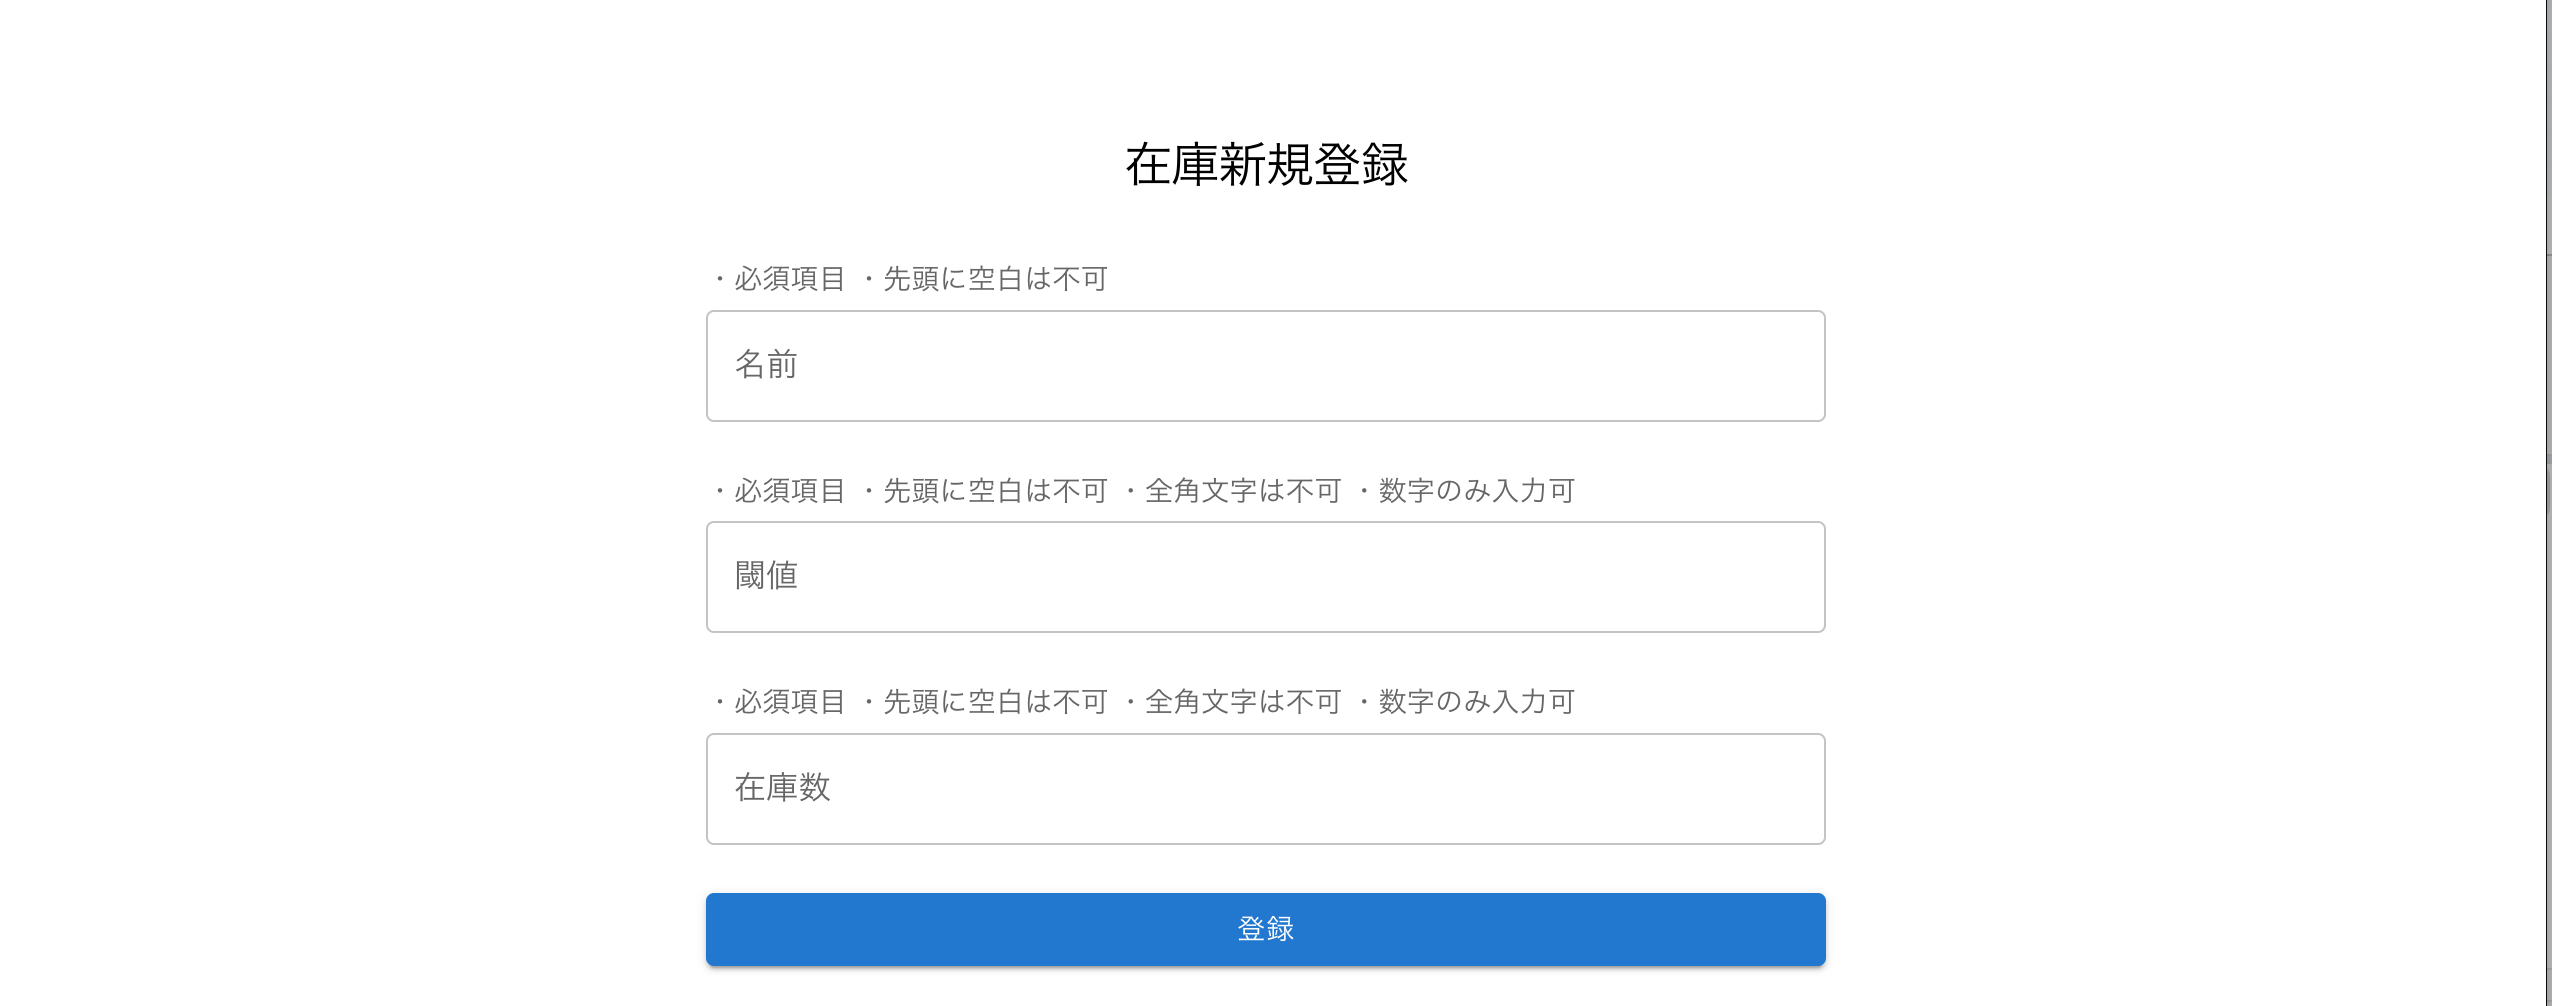 在庫新規登録
・必須項目 ・先頭に空白は不可
名前
・必須項目 ・先頭に空白は不可 ・全角文字は不可 ・数字のみ入力可
閾値
・必須項目 ・先頭に空白は不可 ・全角文字は不可 ・数字のみ入力可
在庫数
登録